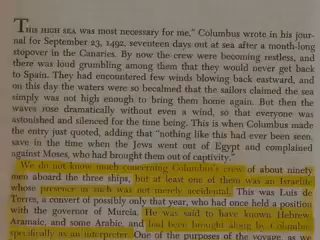 THIS HIGH SEA was most necessary for me," Columbus wrote in his jour-
nal for September 23, 1492, seventeen days out at sea after a month-long
stopover in the Canaries. By now the crew were becoming restless, and
there was loud grumbling among them that they would never get back
to Spain. They had encountered few winds blowing back eastward, and
on this day the waters were so becalmed that the sailors claimed the sea
simply was not high enough to bring them home again. But then the
waves rose dramatically without even a wind, so that everyone was
astonished and silenced for the time being. This is when Columbus made
the entry just quoted, adding that "nothing like this had ever been seen,
save in the time when the Jews went out of Egypt and complained
against Moses, who had brought them out of captivity."
We do not know much concerning Columbus's crew of about ninety
men aboard the three ships, but at least one of them was an Israelite
whose presence as such was not merely accidental. This was Luis de
Torres, a convert of possibly only that year, who had once held a position
with the governor of Murcia. He was said to have known Hebrew,
Aramaic, and some Arabic, and had been brought along by Columbus
specifically as an interpreter. One of the purposes of the voyage, as we